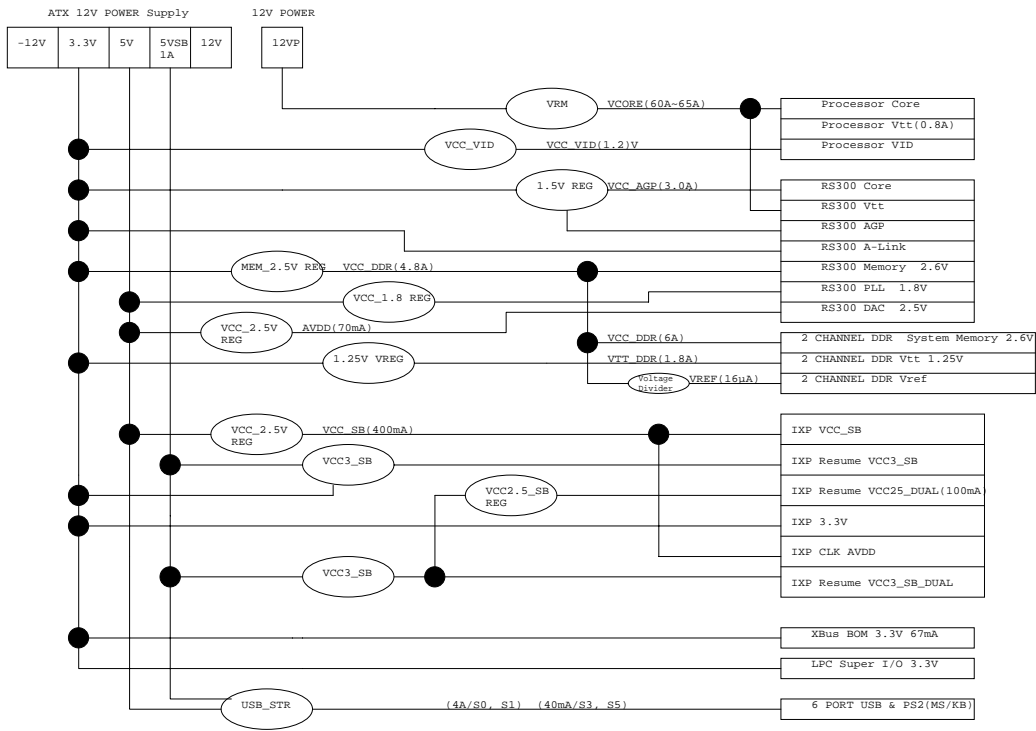 ATX 12V POWER Supply
12V POWER
-12V
3.3V
5V
5VSB
1A
12V
12VP
VRM
VCORE(60A~65A)
Processor Core
Processor Vtt(0.8A)
VCC_VID
VCC_VID(1.2)V
Processor VID
1.5V REG
VCC_AGP(3.0A)
RS300 Core
RS300 Vtt
RS300 AGP
RS300 A-Link
MEM_2.5V REG
VCC_DDR(4.8A)
RS300 Memory 2.6V
VCC_1.8 REG
RS300 PLL 1.8V
RS300 DAC 2.5V
VCC_2.5V
REG
AVDD(70mA)
VCC_DDR(6A)
2 CHANNEL DDR System Memory 2.6V
1.25V VREG
VTT_DDR(1.8A)
2 CHANNEL DDR Vtt 1.25V
Voltage
Divider
VREF(16µA)
2 CHANNEL DDR Vref
VCC_2.5V
REG
VCC_SB(400mA)
IXP VCC_SB
VCC3_SB
IXP Resume VCC3_SB
VCC2.5_SB
REG
IXP Resume VCC25_DUAL(100mA)
IXP 3.3V
IXP CLK AVDD
VCC3_SB
IXP Resume VCC3_SB_DUAL
XBus BOM 3.3V 67mA
LPC Super I/O 3.3V
USB_STR
(4A/S0, S1)
(40mA/S3, S5)
6 PORT USB & PS2(MS/KB)